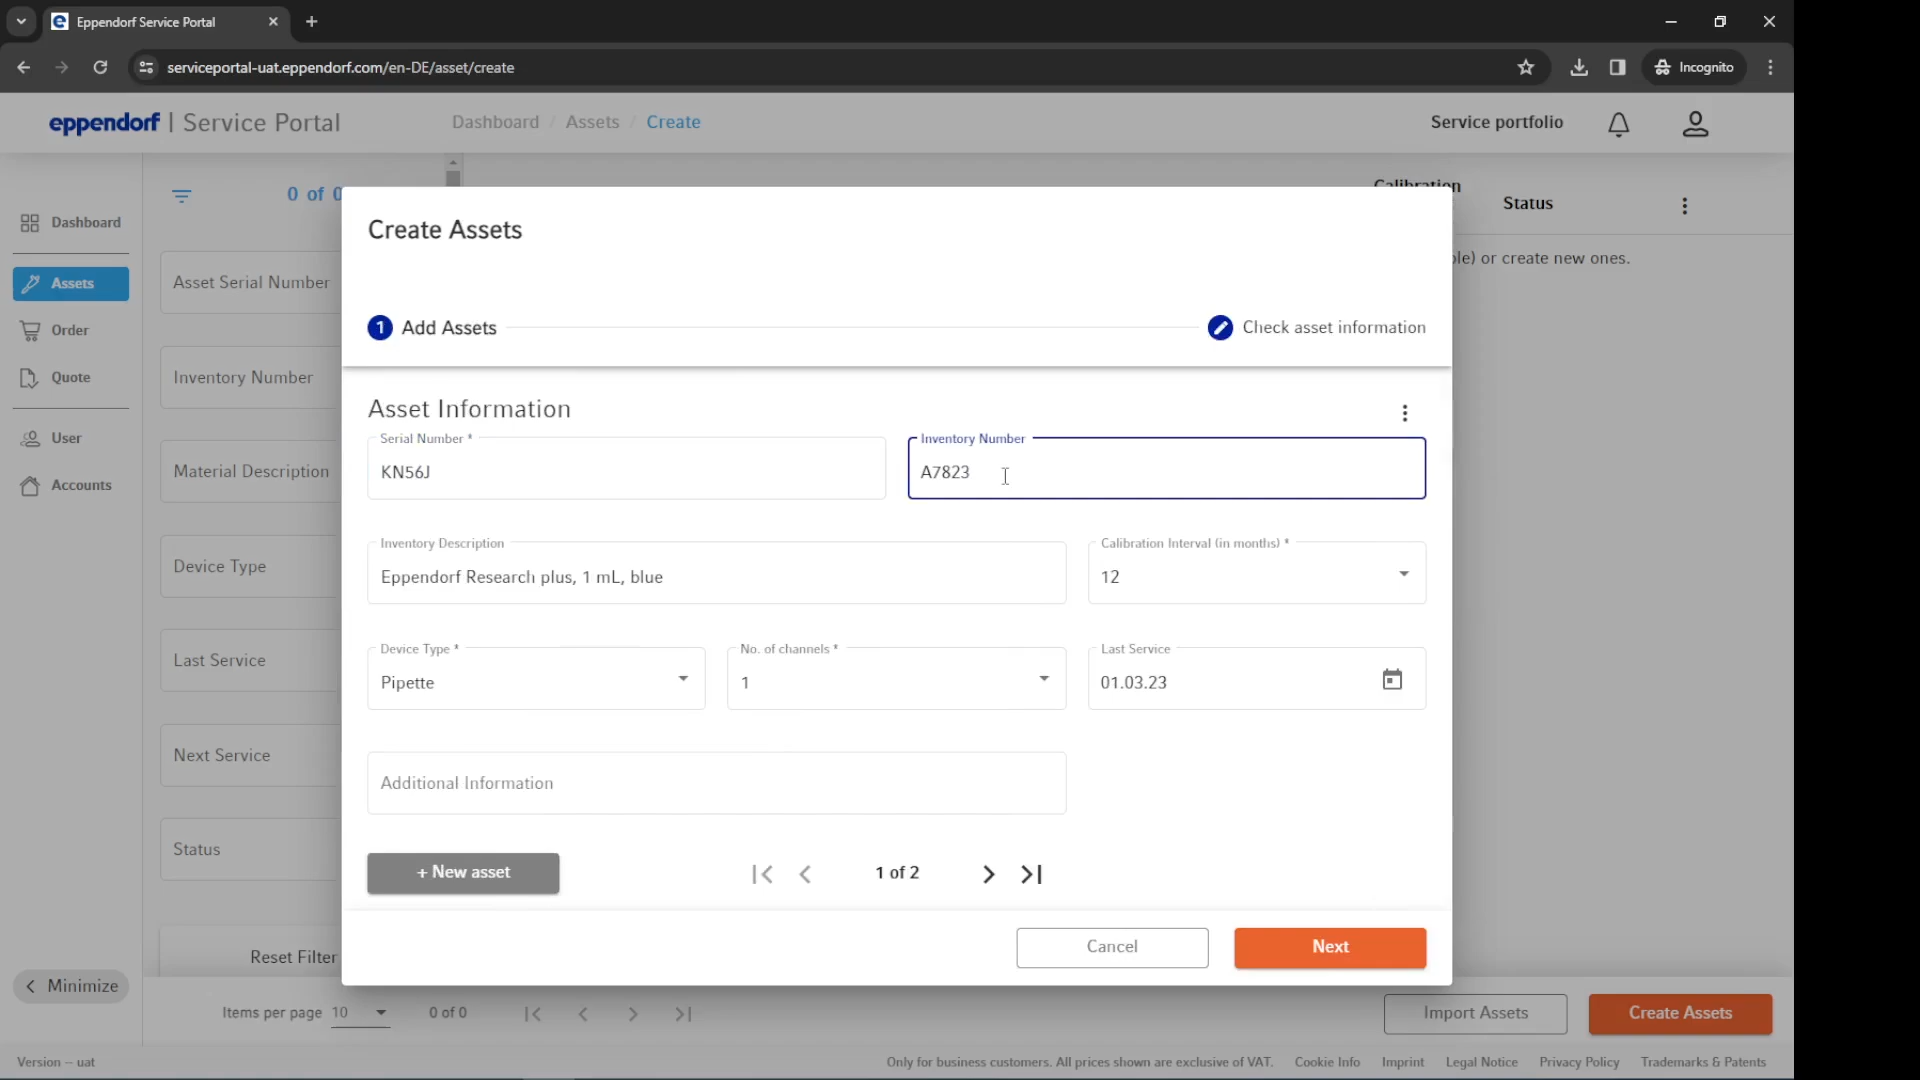 Eppendorf Service Portal
serviceportal-uat.eppendorf.com/en-DE/asset/create
Incognito
eppendorf | Service Portal
Dashboard / Assets / Create
Service portfolio
0 of 0
Calibration
Status
Dashboard
Assets
Order
Quote
User
Accounts
Minimize
Asset Serial Number
Inventory Number
Material Description
Device Type
Last Service
Next Service
Status
Reset Filter
ble) or create new ones.
Create Assets
1 Add Assets
Check asset information
Asset Information
Serial Number *
KN56J
Inventory Number
A7823
Inventory Description
Eppendorf Research plus, 1 mL, blue
Calibration Interval (in months) *
12
Device Type *
Pipette
No. of channels *
1
Last Service
01.03.23
Additional Information
+ New asset
1 of 2
Cancel
Next
Items per page 10
0 of 0
Import Assets
Create Assets
Version – uat
Only for business customers. All prices shown are exclusive of VAT.
Cookie Info
Imprint
Legal Notice
Privacy Policy
Trademarks & Patents